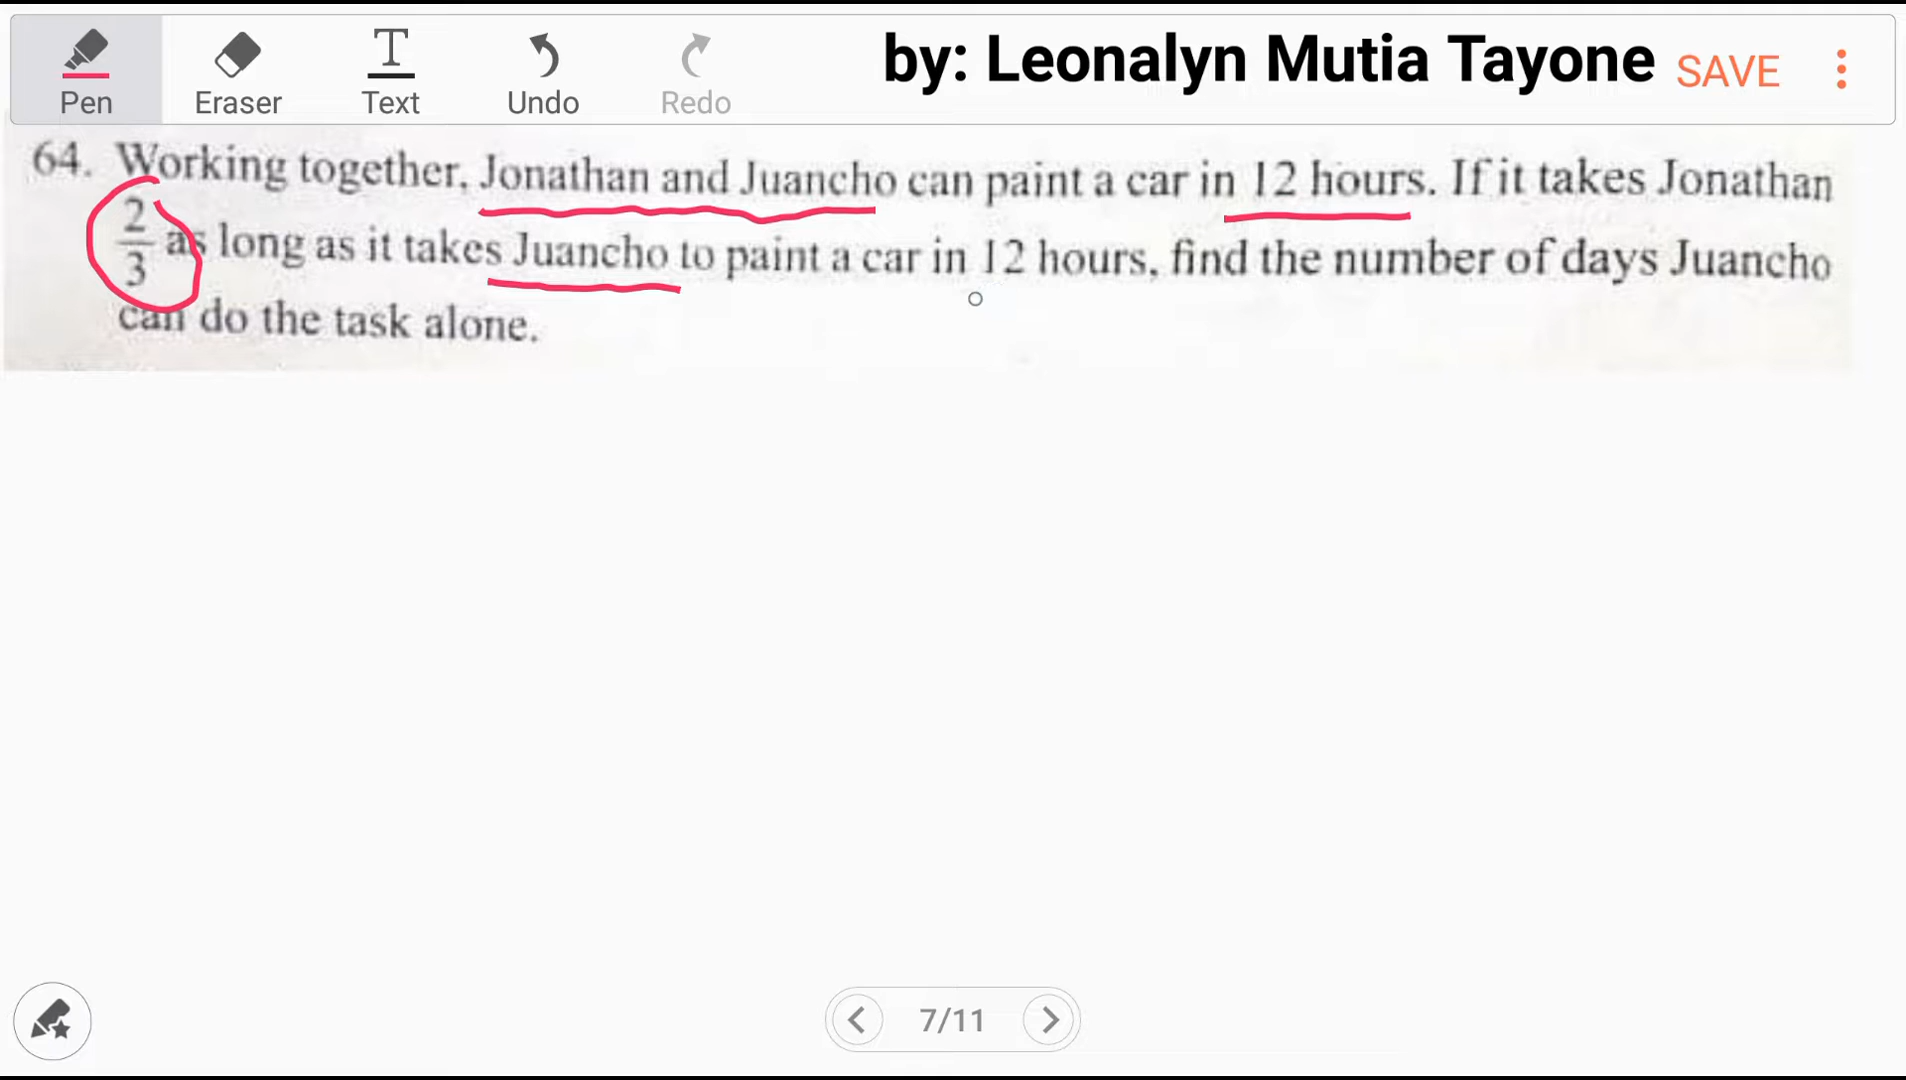 Pen
Eraser
Text
Undo
Redo
by: Leonalyn Mutia Tayone
SAVE
64. Working together, Jonathan and Juancho can paint a car in 12 hours. If it takes Jonathan
2/3 as long as it takes Juancho to paint a car in 12 hours, find the number of days Juancho
can do the task alone.
7/11